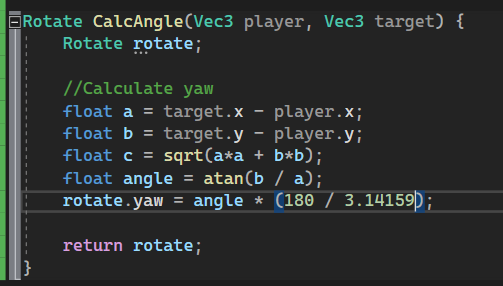 Rotate CalcAngle(Vec3 player, Vec3 target) {
Rotate rotate;
//Calculate yaw
float a = target.x - player.x;
float b = target.y - player.y;
float c = sqrt(a*a + b*b);
float angle = atan(b / a);
rotate.yaw = angle * (180 / 3.14159);
return rotate;
}